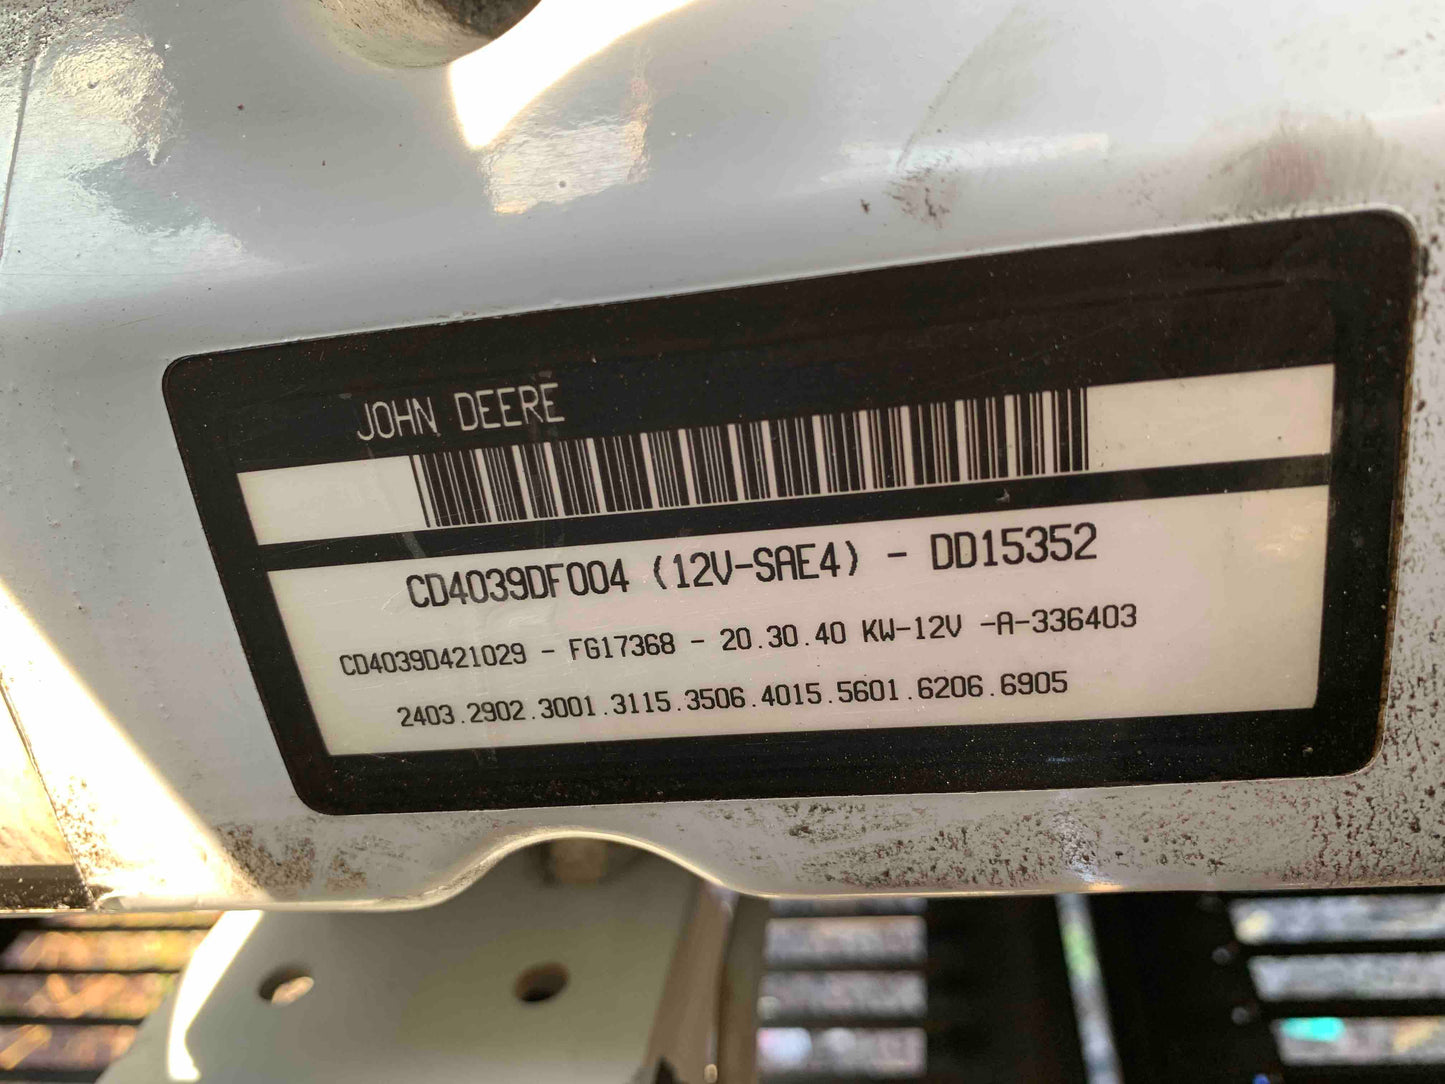 JOHN DEERE
CD4039DF004 (12V-SAE4) - DD15352
CD4039D421029 - FG17368 - 20.30.40 KW-12V -A-336403
2403.2902.3001.3115.3506.4015.5601.6206.6905